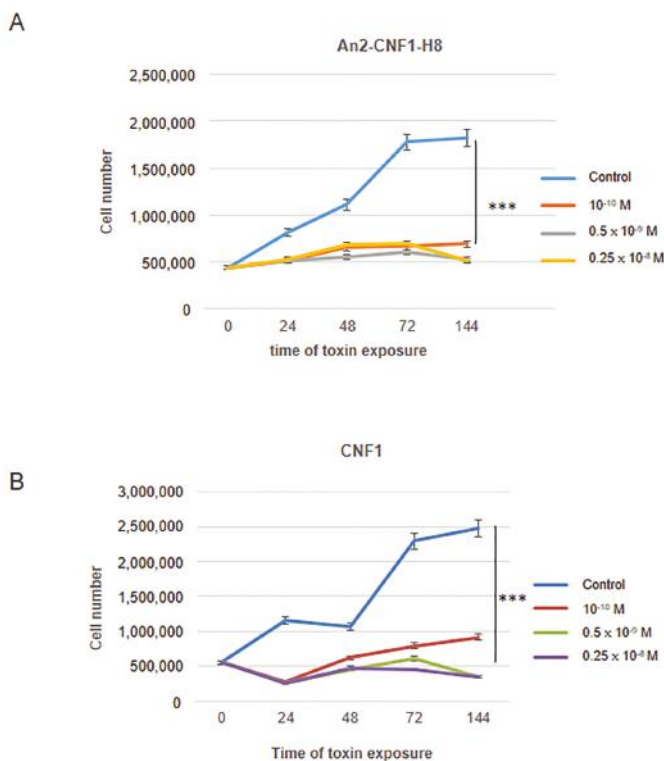 A
An2-CNF1-H8
Cell number
2,500,000
2,000,000
1,500,000
1,000,000
500,000
0
0 24 48 72 144
time of toxin exposure
***
Control
10⁻¹⁰ M
0.5 x 10⁻⁹ M
0.25 x 10⁻⁸ M
B
CNF1
Cell number
3,000,000
2,500,000
2,000,000
1,500,000
1,000,000
500,000
0
0 24 48 72 144
Time of toxin exposure
***
Control
10⁻¹⁰ M
0.5 x 10⁻⁹ M
0.25 x 10⁻⁸ M